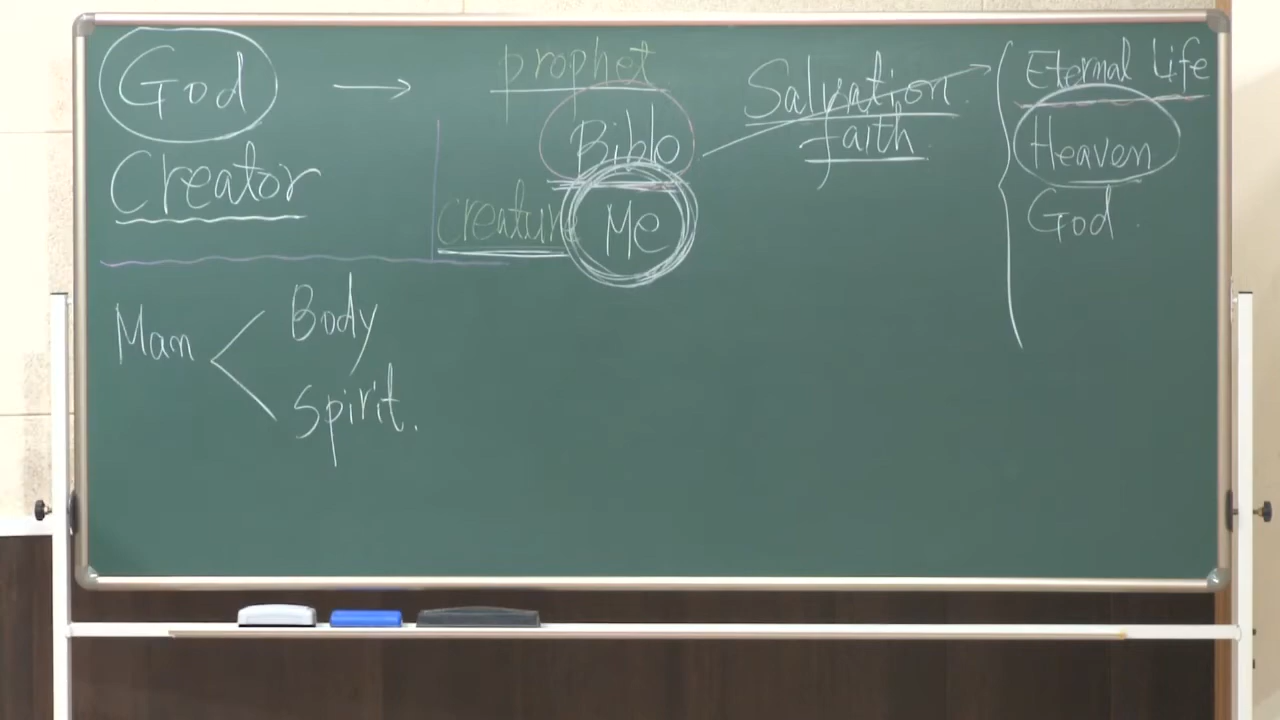 God → prophet
Bible
Salvation
faith
Eternal Life
Heaven
God.
Creator
creature
Me
Man
Body
Spirit.